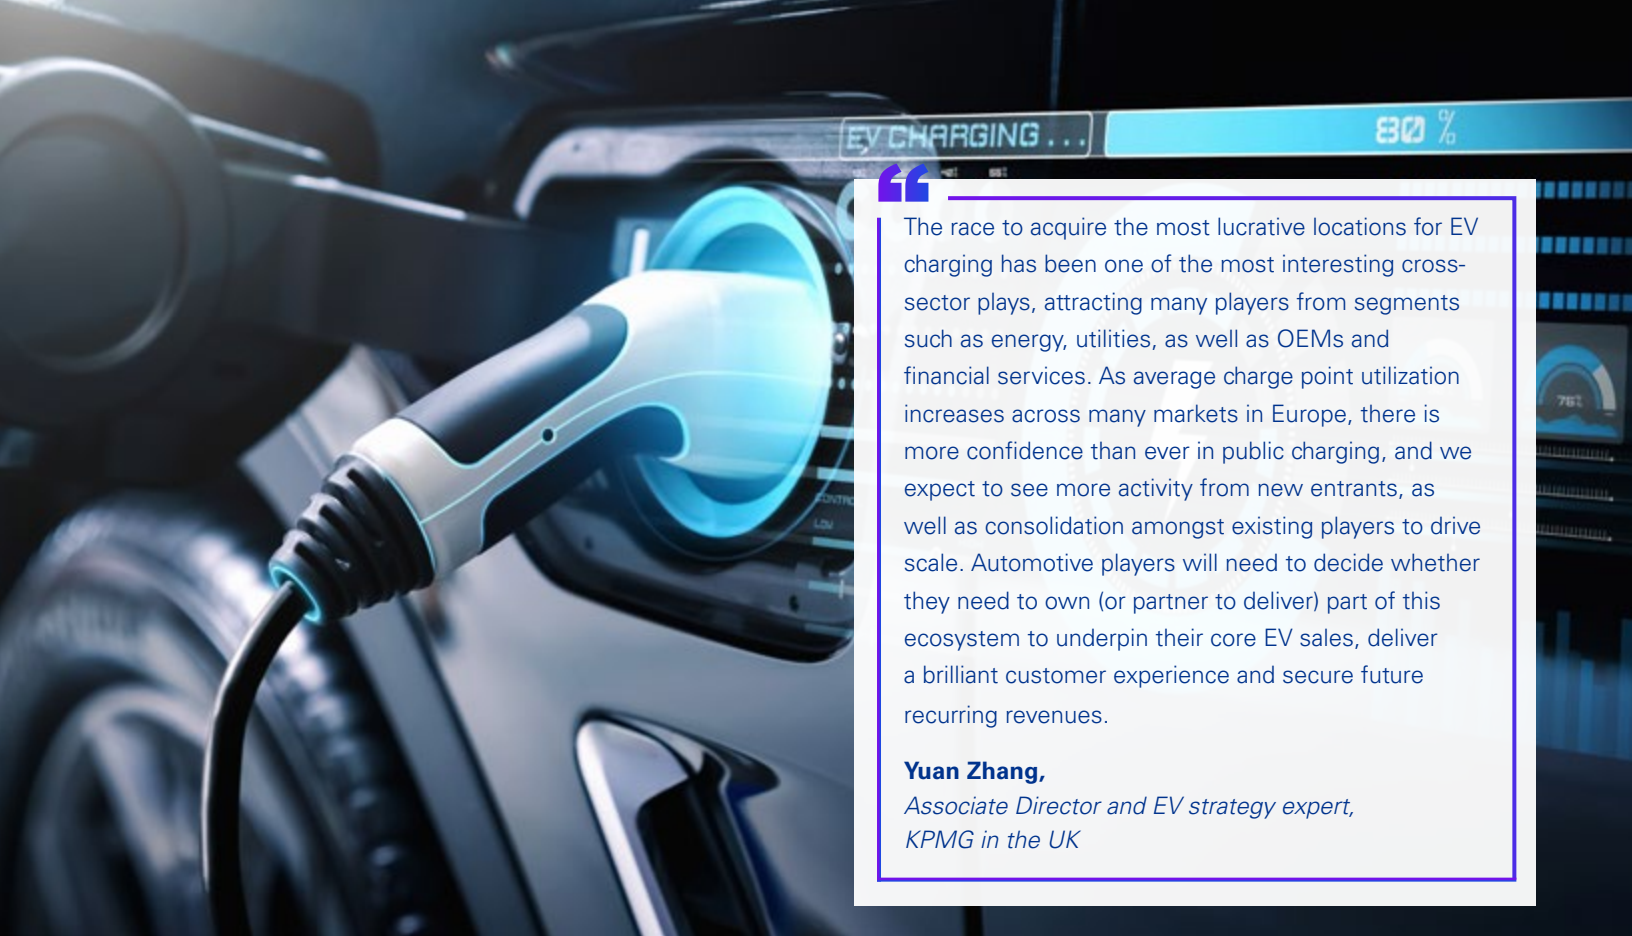 EV CHARGING ...
80 %
“
The race to acquire the most lucrative locations for EV
charging has been one of the most interesting cross-
sector plays, attracting many players from segments
such as energy, utilities, as well as OEMs and
financial services. As average charge point utilization
increases across many markets in Europe, there is
more confidence than ever in public charging, and we
expect to see more activity from new entrants, as
well as consolidation amongst existing players to drive
scale. Automotive players will need to decide whether
they need to own (or partner to deliver) part of this
ecosystem to underpin their core EV sales, deliver
a brilliant customer experience and secure future
recurring revenues.
Yuan Zhang,
Associate Director and EV strategy expert,
KPMG in the UK
LOW